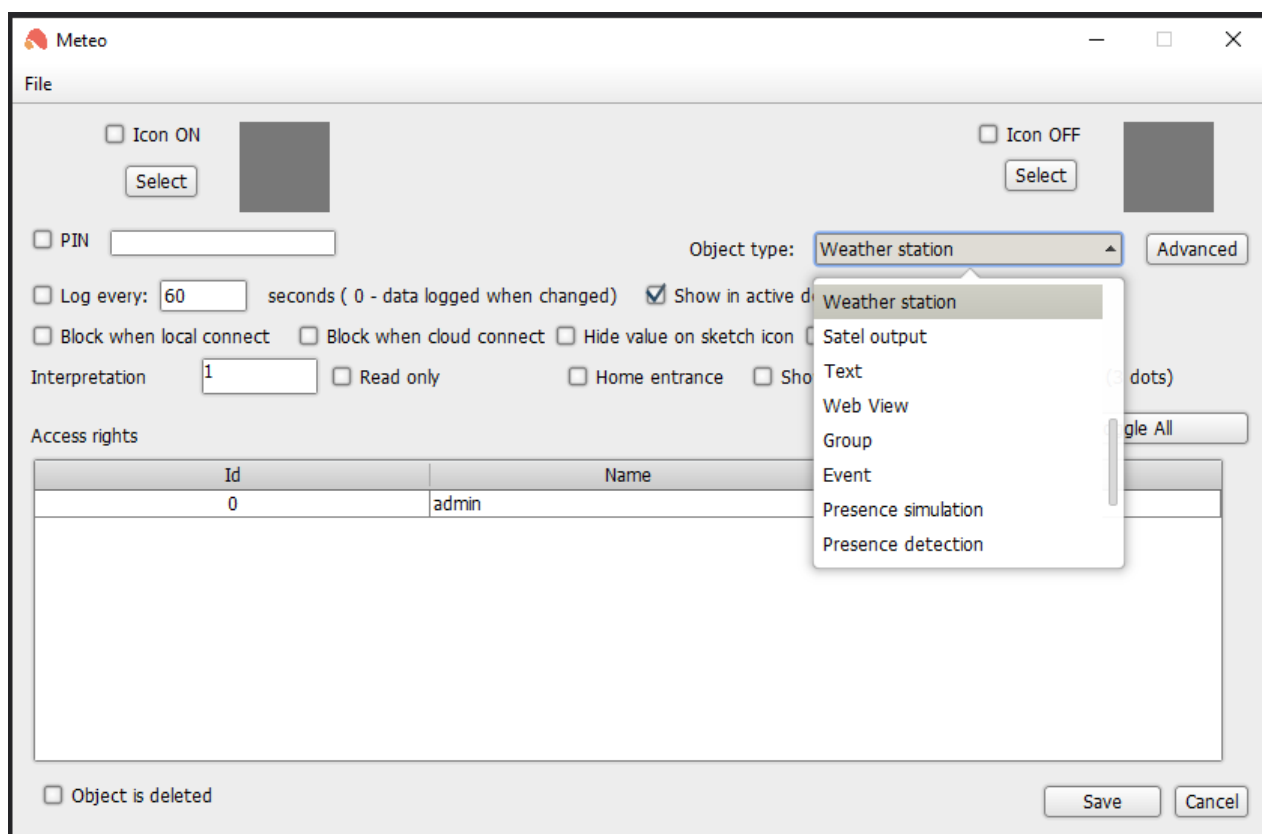 Meteo
File
Icon ON
Icon OFF
Select
Select
PIN
Object type:
Weather station
Advanced
Log every: 60 seconds ( 0 - data logged when changed)
Show in active d
Block when local connect
Block when cloud connect
Hide value on sketch icon
Interpretation
1
Read only
Home entrance
Sho
dots)
Weather station
Satel output
Text
Web View
Group
Event
Presence simulation
Presence detection
Access rights
gle All
Id
Name
0
admin
Object is deleted
Save
Cancel